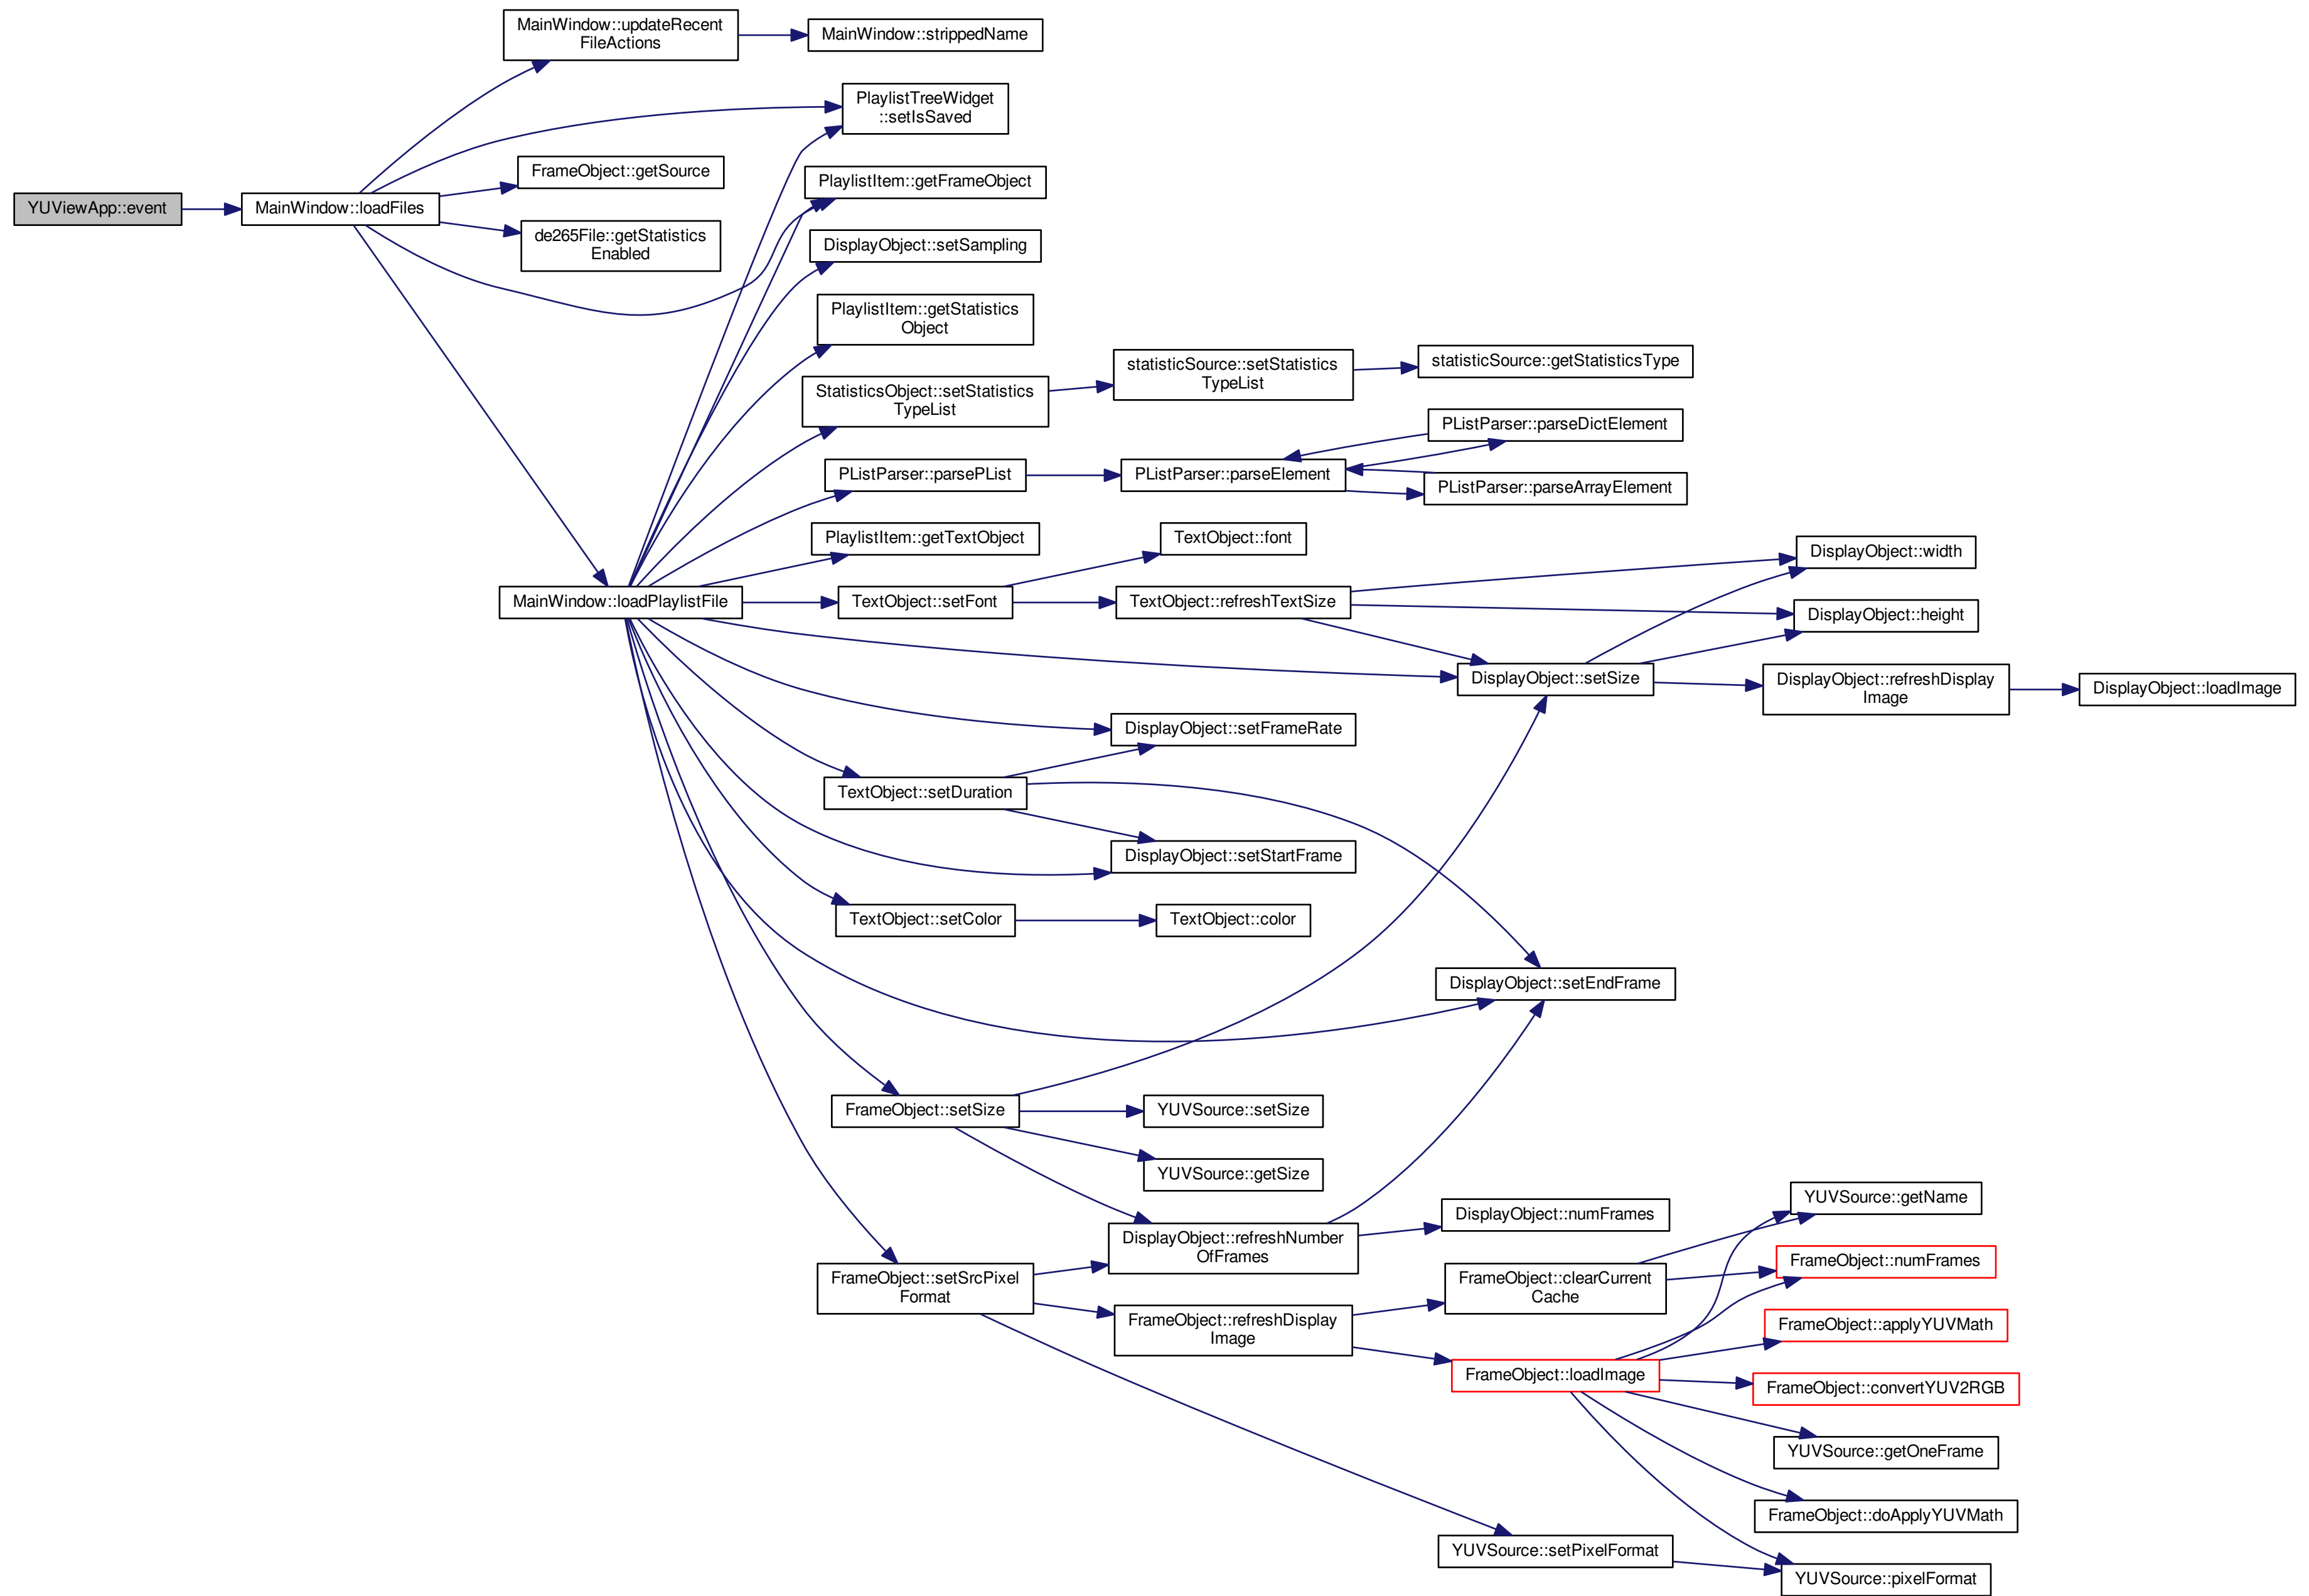 MainWindow::updateRecent
FileActions
MainWindow::strippedName
PlaylistTreeWidget
::setIsSaved
FrameObject::getSource
PlaylistItem::getFrameObject
YUViewApp::event
MainWindow::loadFiles
de265File::getStatistics
Enabled
DisplayObject::setSampling
PlaylistItem::getStatistics
Object
statisticSource::setStatistics
TypeList
statisticSource::getStatisticsType
StatisticsObject::setStatistics
TypeList
PListParser::parseDictElement
PListParser::parsePList
PListParser::parseElement
PListParser::parseArrayElement
PlaylistItem::getTextObject
TextObject::font
DisplayObject::width
MainWindow::loadPlaylistFile
TextObject::setFont
TextObject::refreshTextSize
DisplayObject::height
DisplayObject::setSize
DisplayObject::refreshDisplay
Image
DisplayObject::loadImage
DisplayObject::setFrameRate
TextObject::setDuration
DisplayObject::setStartFrame
TextObject::setColor
TextObject::color
DisplayObject::setEndFrame
FrameObject::setSize
YUVSource::setSize
YUVSource::getSize
YUVSource::getName
DisplayObject::refreshNumber
OfFrames
DisplayObject::numFrames
FrameObject::numFrames
FrameObject::setSrcPixel
Format
FrameObject::clearCurrent
Cache
FrameObject::refreshDisplay
Image
FrameObject::applyYUVMath
FrameObject::loadImage
FrameObject::convertYUV2RGB
YUVSource::getOneFrame
FrameObject::doApplyYUVMath
YUVSource::setPixelFormat
YUVSource::pixelFormat